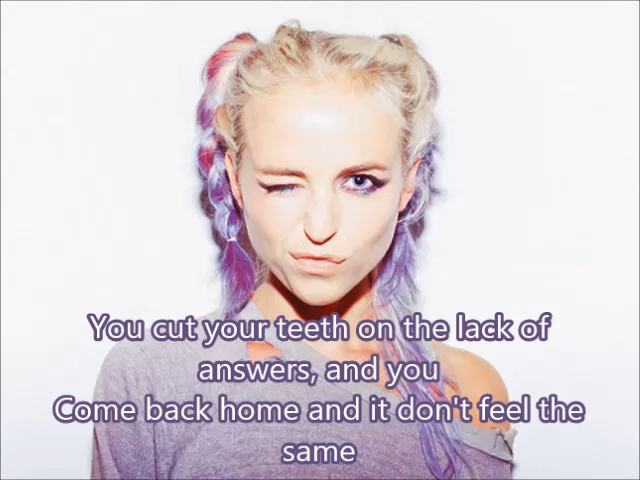 You cut your teeth on the lack of
answers, and you
Come back home and it don't feel the
same